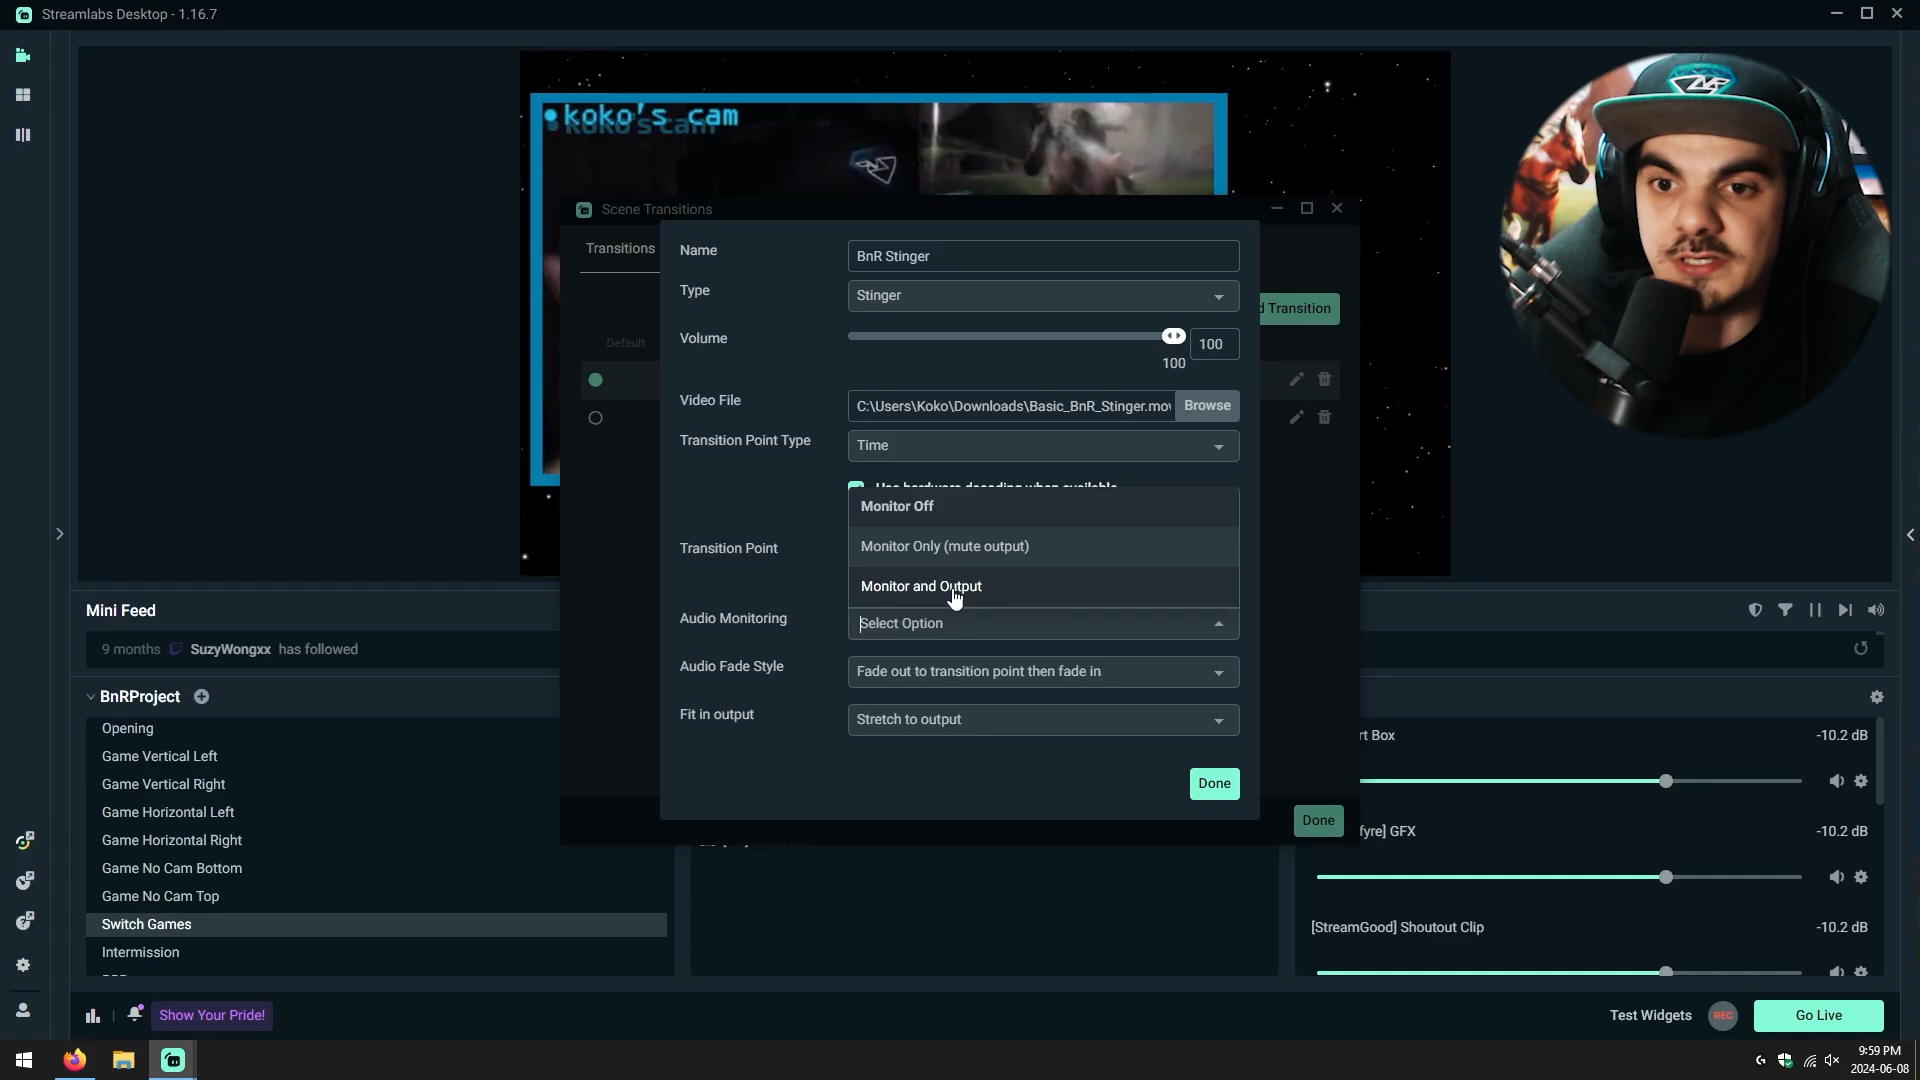 Streamlabs Desktop - 1.16.7
koko's cam
Scene Transitions
Transitions
d Transition
Default
Name
BnR Stinger
Type
Stinger
Volume
100
100
Video File
C:\Users\Koko\Downloads\Basic_BnR_Stinger.mov
Browse
Transition Point Type
Time
Use hardware decoding when available
Monitor Off
Transition Point
Monitor Only (mute output)
Monitor and Output
Audio Monitoring
Select Option
Audio Fade Style
Fade out to transition point then fade in
Fit in output
Stretch to output
Done
Done
Mini Feed
9 months SuzyWongxx has followed
BnRProject
Opening
Game Vertical Left
Game Vertical Right
Game Horizontal Left
Game Horizontal Right
Game No Cam Bottom
Game No Cam Top
Switch Games
Intermission
rt Box
-10.2 dB
fyre] GFX
-10.2 dB
[StreamGood] Shoutout Clip
-10.2 dB
Show Your Pride!
Test Widgets
REC
Go Live
9:59 PM
2024-06-08